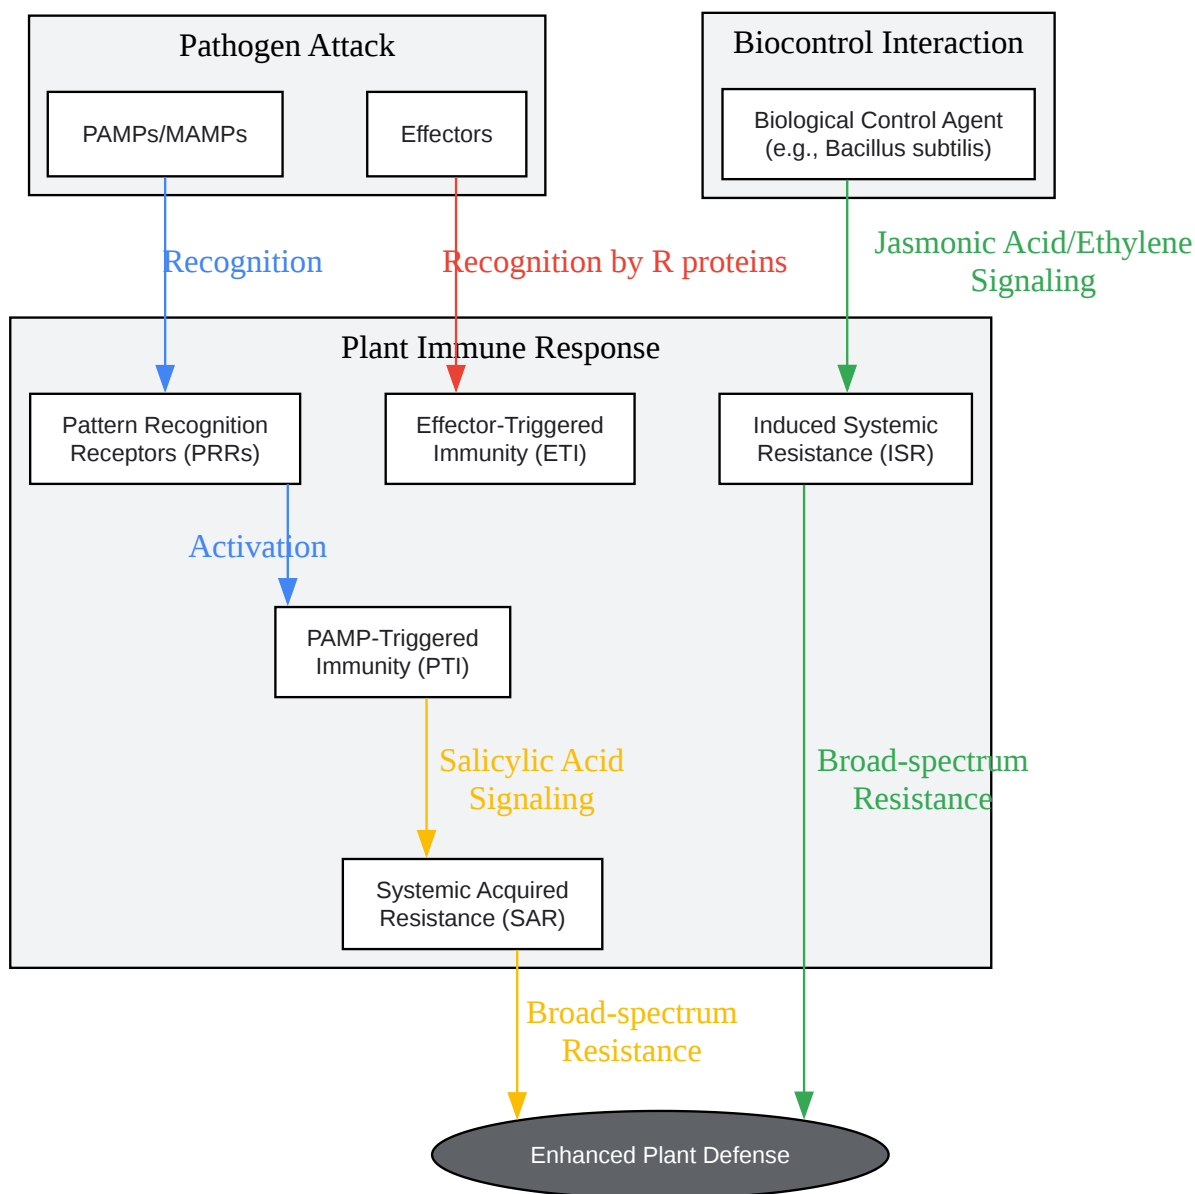 Pathogen Attack
PAMPs/MAMPs
Effectors
Biocontrol Interaction
Biological Control Agent
(e.g., Bacillus subtilis)
Recognition
Recognition by R proteins
Jasmonic Acid/Ethylene
Signaling
Plant Immune Response
Pattern Recognition
Receptors (PRRs)
Effector-Triggered
Immunity (ETI)
Induced Systemic
Resistance (ISR)
Activation
PAMP-Triggered
Immunity (PTI)
Salicylic Acid
Signaling
Broad-spectrum
Resistance
Systemic Acquired
Resistance (SAR)
Broad-spectrum
Resistance
Enhanced Plant Defense